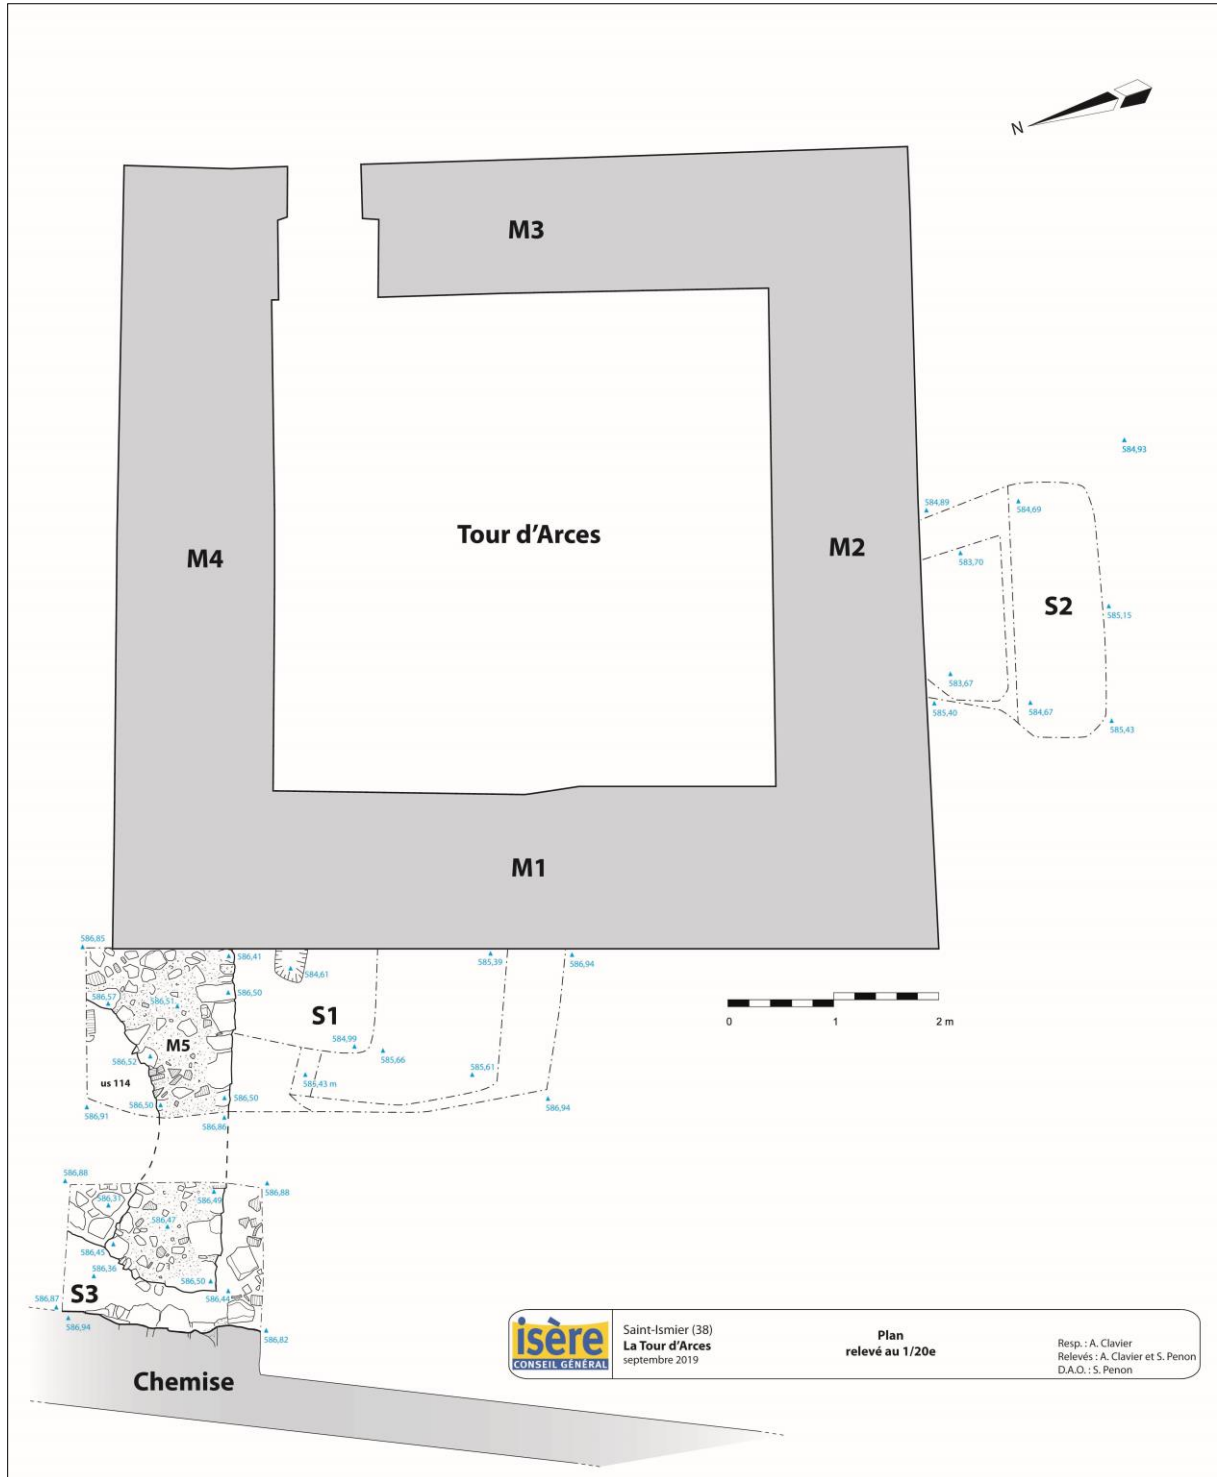 N
M3
M4
Tour d'Arces
M2
M1
584,93
584,89
584,69
583,70
S2
585,15
583,67
585,40
584,67
585,43
586,85
586,41
584,61
585,39
586,94
586,57
586,51
586,50
S1
M5
584,99
585,66
586,52
us 114
585,43 m
585,61
586,91
586,50
586,50
586,86
586,94
0 1 2 m
586,88
586,88
586,31
586,49
586,47
586,45
586,36
586,50
S3
586,44
586,87
586,94
586,82
Chemise
isère
CONSEIL GÉNÉRAL
Saint-Ismier (38)
La Tour d'Arces
septembre 2019
Plan
relevé au 1/20e
Resp. : A. Clavier
Relevés : A. Clavier et S. Penon
D.A.O. : S. Penon